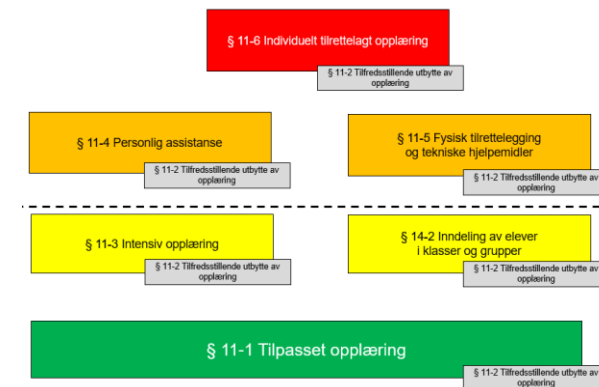 § 11-6 Individuelt tilrettelagt opplæring
§ 11-2 Tilfredsstillende utbytte av
opplæring
§ 11-4 Personlig assistanse
§ 11-2 Tilfredsstillende utbytte av
opplæring
§ 11-5 Fysisk tilrettelegging
og tekniske hjelpemidler
§ 11-2 Tilfredsstillende utbytte av
opplæring
§ 11-3 Intensiv opplæring
§ 11-2 Tilfredsstillende utbytte av
opplæring
§ 14-2 Inndeling av elever
i klasser og grupper
§ 11-2 Tilfredsstillende utbytte av
opplæring
§ 11-1 Tilpasset opplæring
§ 11-2 Tilfredsstillende utbytte av
opplæring